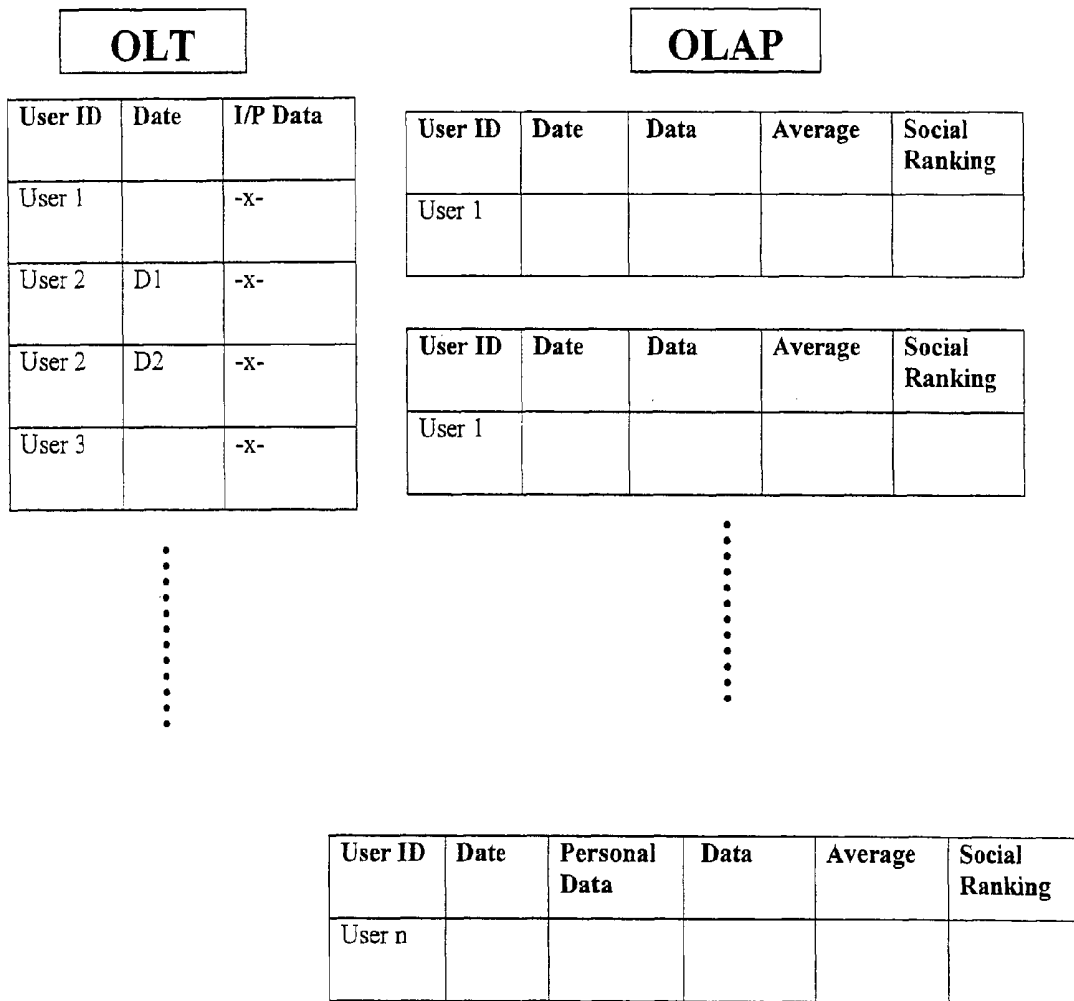 OLT
User ID Date I/P Data
User 1 -x-
User 2 D1 -x-
User 2 D2 -x-
User 3 -x-
OLAP
User ID Date Data Average Social
Ranking
User 1
User ID Date Data Average Social
Ranking
User 1
User ID Date Personal Data Average Social
Data Ranking
User n